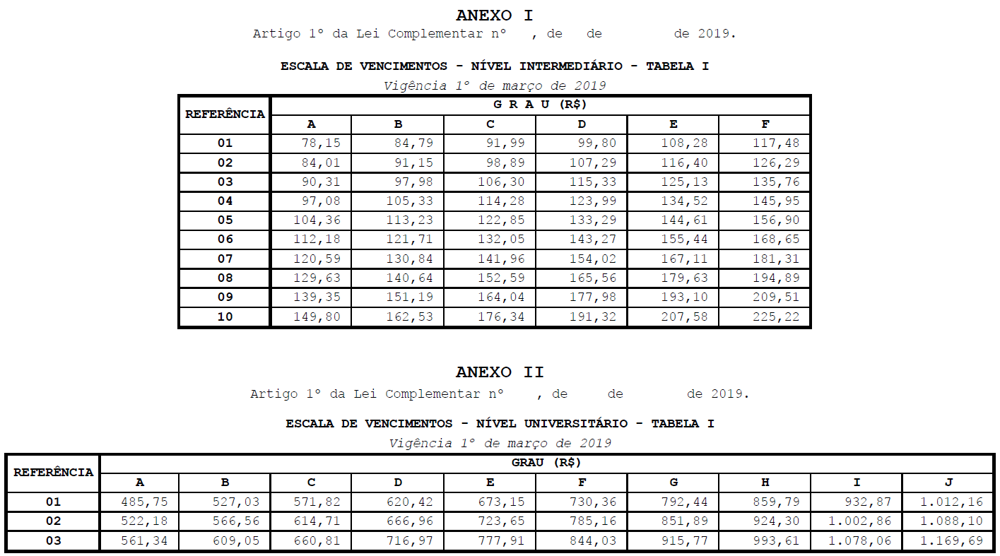 ANEXO I
Artigo 1º da Lei Complementar nº   , de   de         de 2019.
ESCALA DE VENCIMENTOS - NÍVEL INTERMEDIÁRIO - TABELA I
Vigência 1º de março de 2019
REFERÊNCIA G R A U (R$)
A B C D E F
01 78,15 84,79 91,99 99,80 108,28 117,48
02 84,01 91,15 98,89 107,29 116,40 126,29
03 90,31 97,98 106,30 115,33 125,13 135,76
04 97,08 105,33 114,28 123,99 134,52 145,95
05 104,36 113,23 122,85 133,29 144,61 156,90
06 112,18 121,71 132,05 143,27 155,44 168,65
07 120,59 130,84 141,96 154,02 167,11 181,31
08 129,63 140,64 152,59 165,56 179,63 194,89
09 139,35 151,19 164,04 177,98 193,10 209,51
10 149,80 162,53 176,34 191,32 207,58 225,22
ANEXO II
Artigo 1º da Lei Complementar nº    , de     de        de 2019.
ESCALA DE VENCIMENTOS - NÍVEL UNIVERSITÁRIO - TABELA I
Vigência 1º de março de 2019
REFERÊNCIA GRAU (R$)
A B C D E F G H I J
01 485,75 527,03 571,82 620,42 673,15 730,36 792,44 859,79 932,87 1.012,16
02 522,18 566,56 614,71 666,96 723,65 785,16 851,89 924,30 1.002,86 1.088,10
03 561,34 609,05 660,81 716,97 777,91 844,03 915,77 993,61 1.078,06 1.169,69